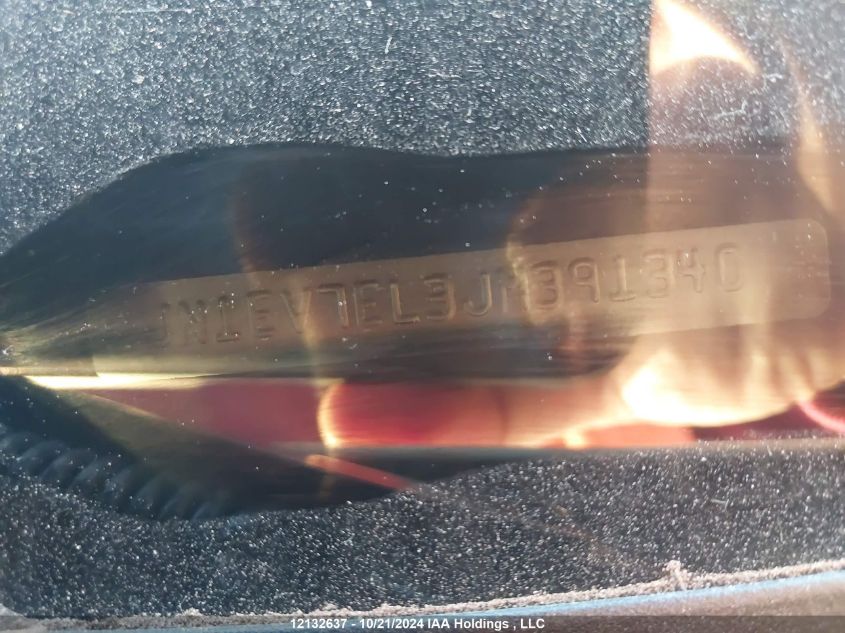 JN1EV7EL3JM391340
12132637 - 10/21/2024 IAA Holdings , LLC